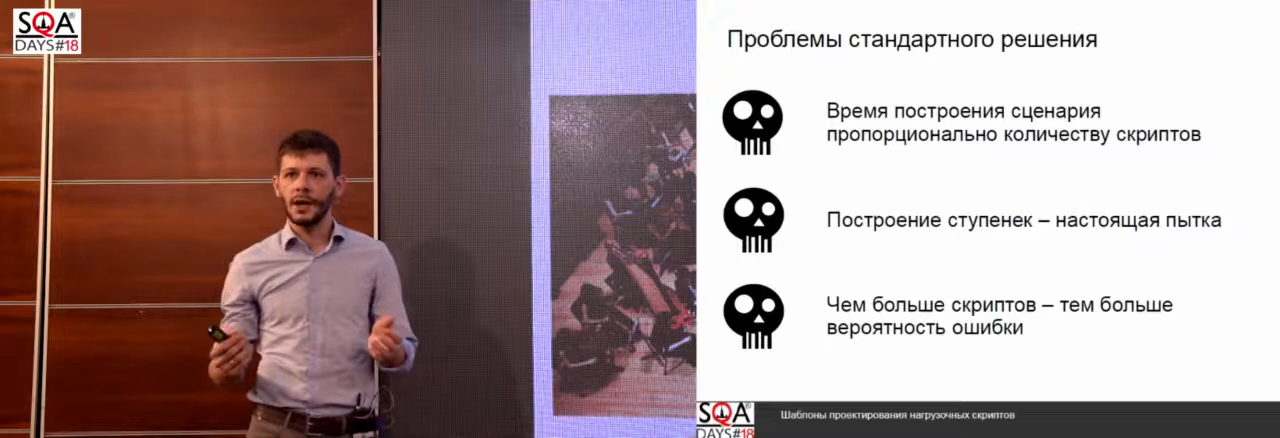 SQA®
DAYS#18
Проблемы стандартного решения
Время построения сценария
пропорционально количеству скриптов
Построение ступенек – настоящая пытка
Чем больше скриптов – тем больше
вероятность ошибки
SQA®
DAYS#18
Шаблоны проектирования нагрузочных скриптов